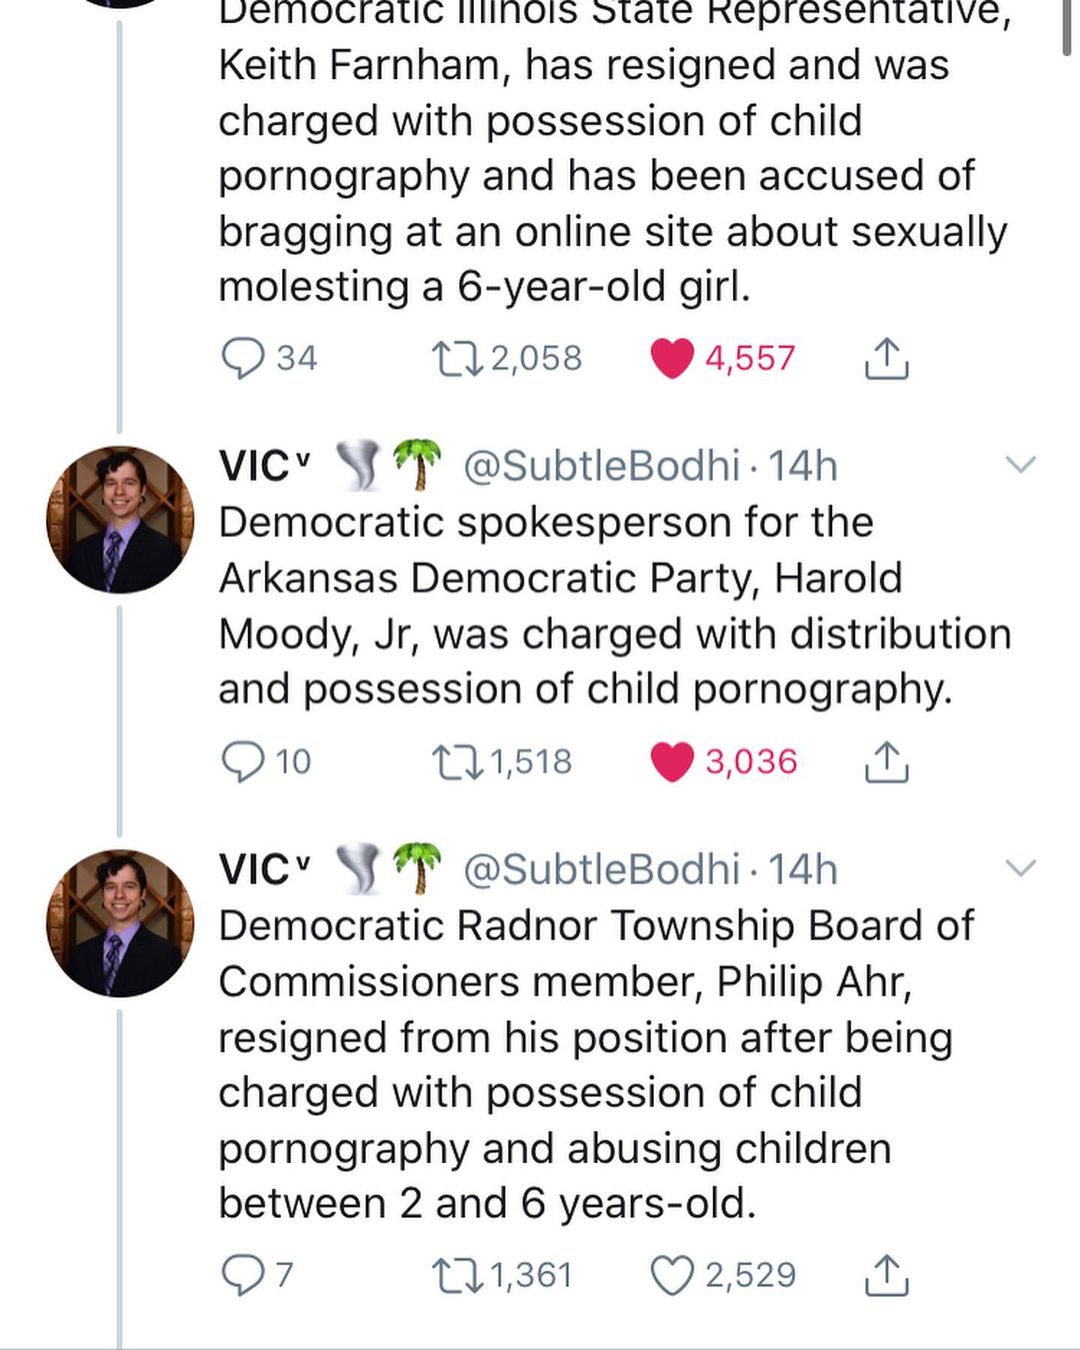 Democratic Illinois State Representative,
Keith Farnham, has resigned and was
charged with possession of child
pornography and has been accused of
bragging at an online site about sexually
molesting a 6-year-old girl.
34 2,058 4,557
VICᵛ 🌪🌴 @SubtleBodhi · 14h
Democratic spokesperson for the
Arkansas Democratic Party, Harold
Moody, Jr, was charged with distribution
and possession of child pornography.
10 1,518 3,036
VICᵛ 🌪🌴 @SubtleBodhi · 14h
Democratic Radnor Township Board of
Commissioners member, Philip Ahr,
resigned from his position after being
charged with possession of child
pornography and abusing children
between 2 and 6 years-old.
7 1,361 2,529